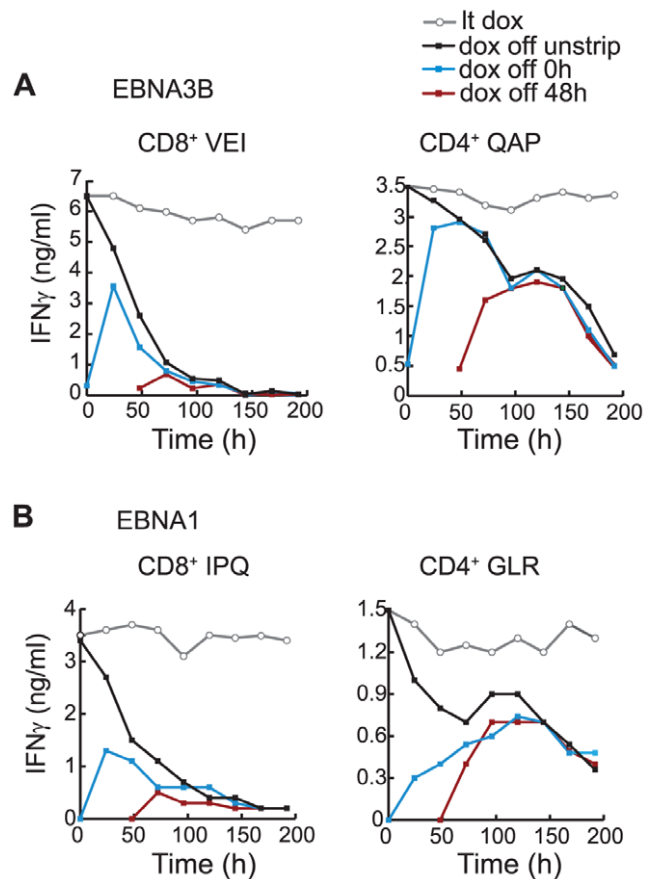 lt dox
dox off unstrip
dox off 0h
dox off 48h
A
EBNA3B
CD8⁺ VEI
CD4⁺ QAP
IFNγ (ng/ml)
7
6
5
4
3
2
1
0
0 50 100 150 200
Time (h)
3.5
3
2.5
2
1.5
1
0.5
0 50 100 150 200
Time (h)
B
EBNA1
CD8⁺ IPQ
CD4⁺ GLR
IFNγ (ng/ml)
4
3
2
1
0
0 50 100 150 200
Time (h)
1.5
1.2
0.9
0.6
0.3
0
0 50 100 150 200
Time (h)